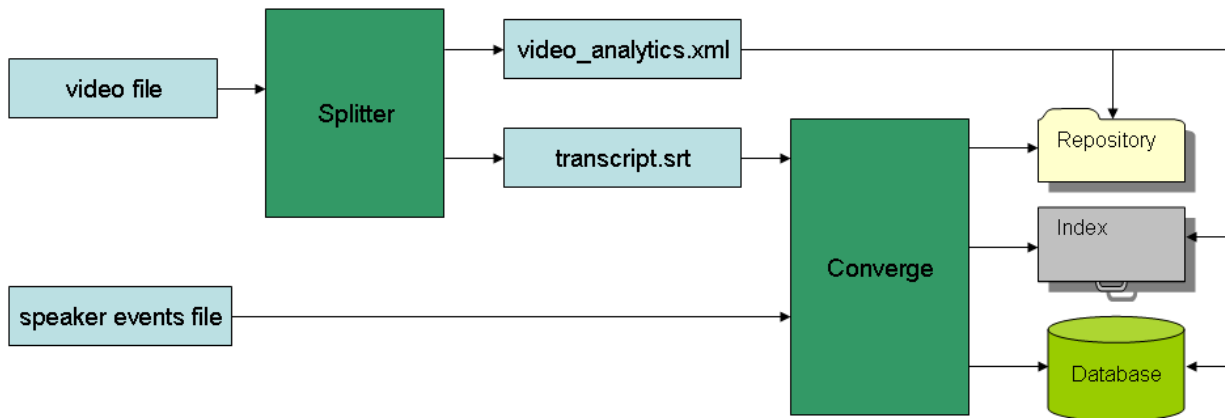 video_analytics.xml
video file
Splitter
Repository
transcript.srt
Index
Converge
speaker events file
Database